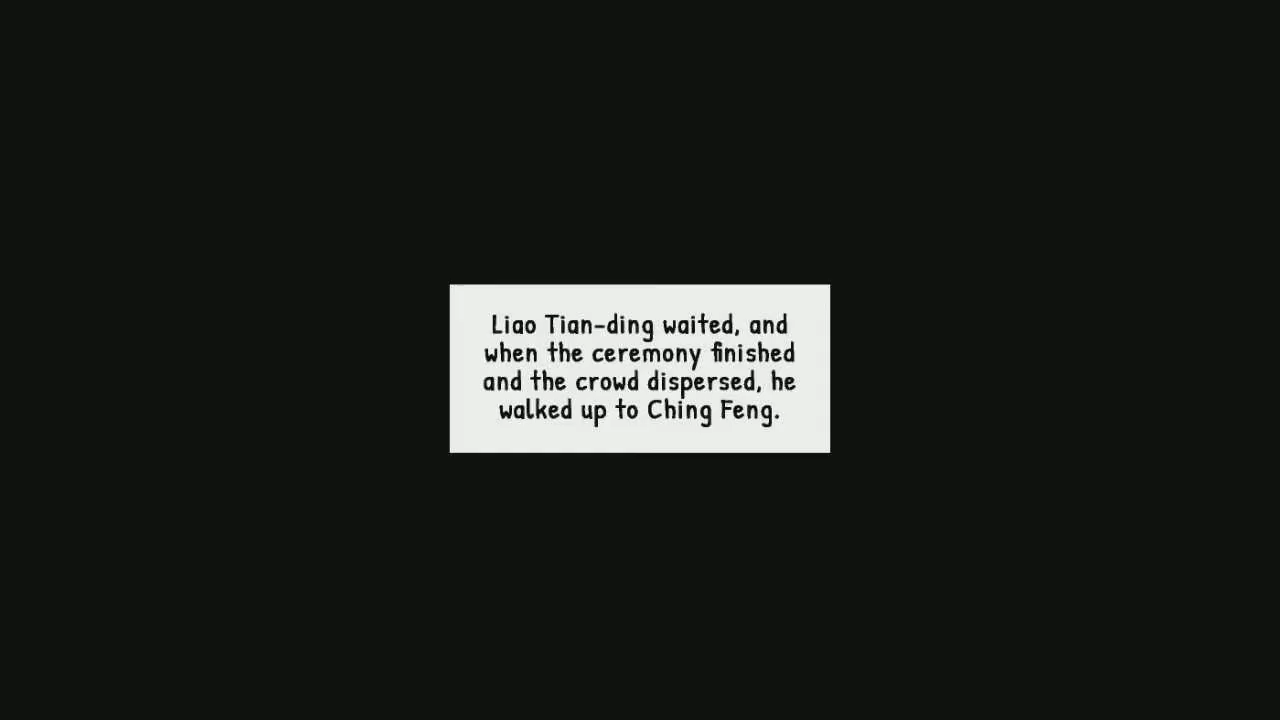 Liao Tian-ding waited, and
when the ceremony finished
and the crowd dispersed, he
walked up to Ching Feng.